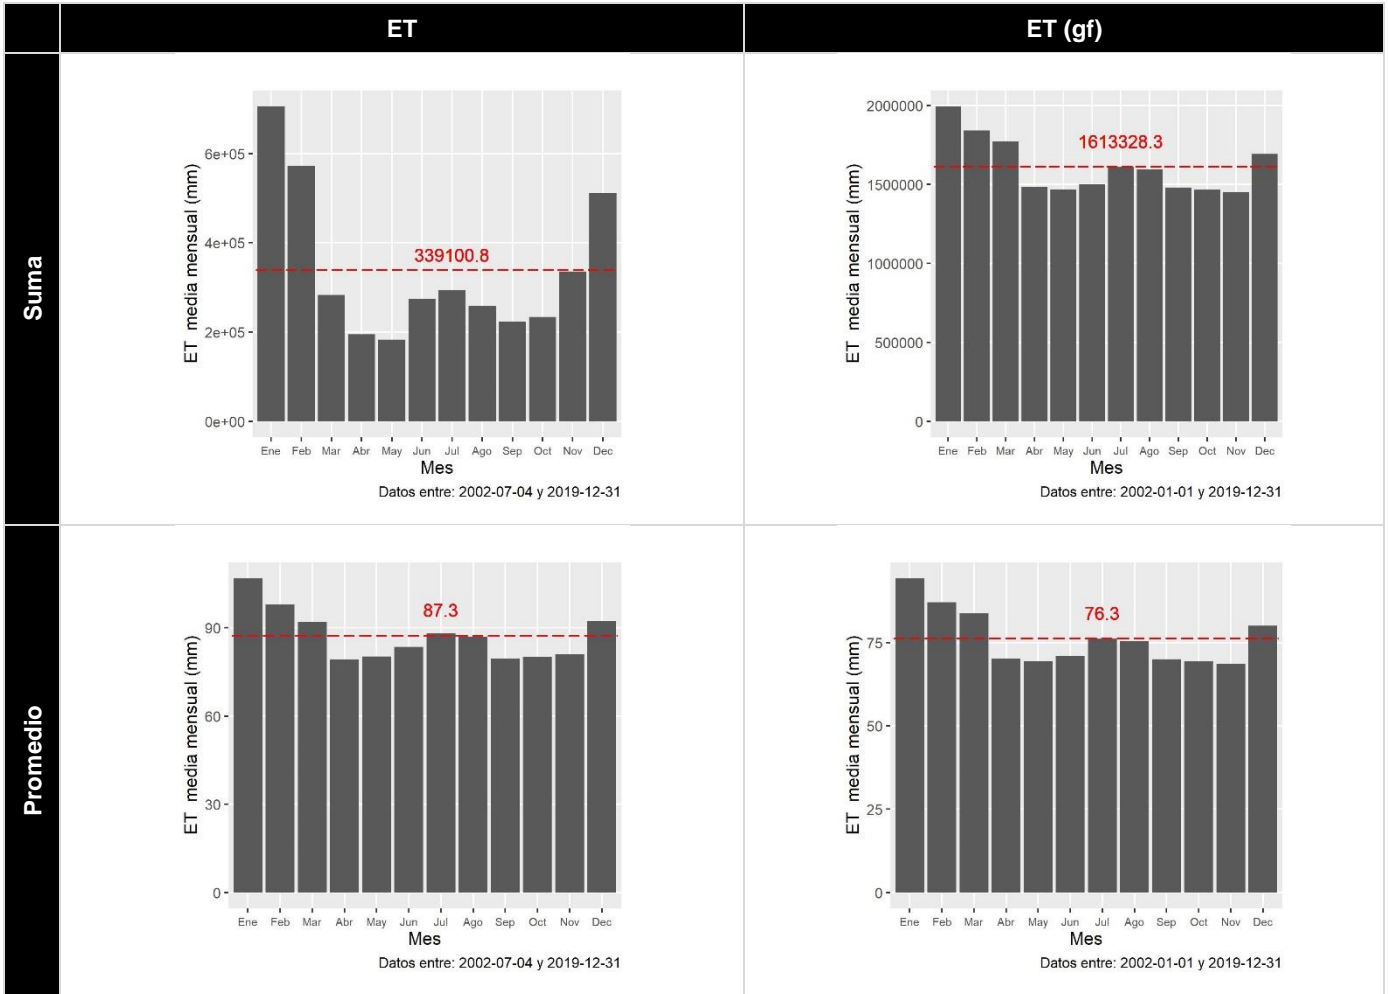 ET
ET (gf)
Suma
ET media mensual (mm)
6e+05
4e+05
2e+05
0e+00
339100.8
Ene Feb Mar Abr May Jun Jul Ago Sep Oct Nov Dec
Mes
Datos entre: 2002-07-04 y 2019-12-31
ET media mensual (mm)
2000000
1500000
1000000
500000
0
1613328.3
Ene Feb Mar Abr May Jun Jul Ago Sep Oct Nov Dec
Mes
Datos entre: 2002-01-01 y 2019-12-31
Promedio
ET media mensual (mm)
90
60
30
0
87.3
Ene Feb Mar Abr May Jun Jul Ago Sep Oct Nov Dec
Mes
Datos entre: 2002-07-04 y 2019-12-31
ET media mensual (mm)
75
50
25
0
76.3
Ene Feb Mar Abr May Jun Jul Ago Sep Oct Nov Dec
Mes
Datos entre: 2002-01-01 y 2019-12-31